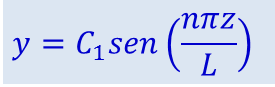 y = C₁sen(nπz/L)